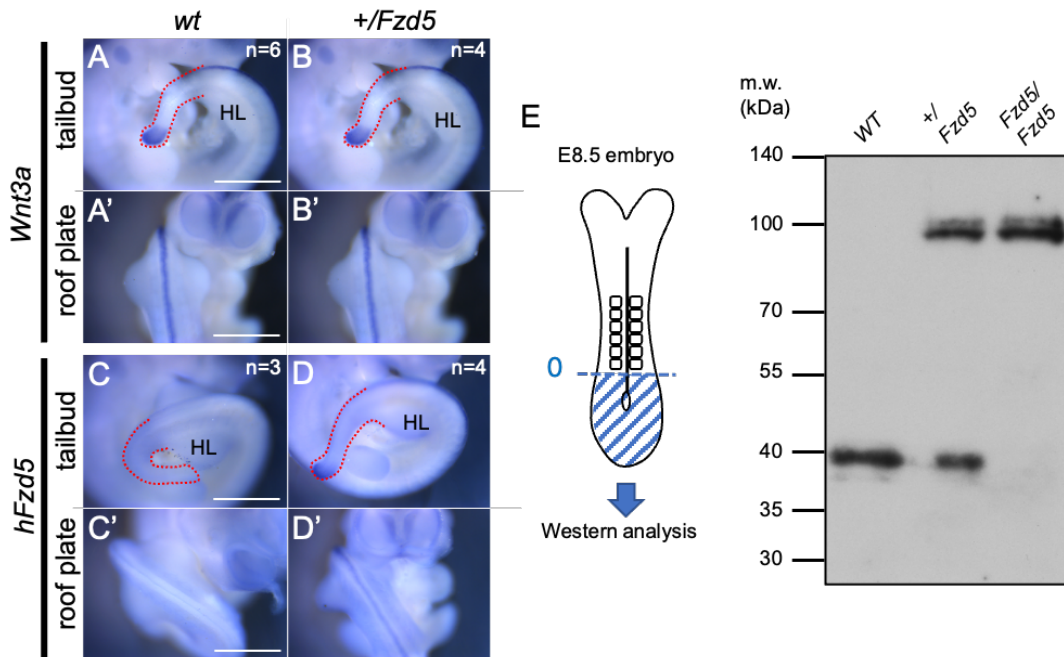 wt
+/Fzd5
Wnt3a
tailbud
roof plate
A
n=6
HL
B
n=4
HL
A'
B'
hFzd5
tailbud
roof plate
C
n=3
HL
D
n=4
HL
C'
D'
E
E8.5 embryo
0
Western analysis
m.w.
(kDa)
WT
+/
Fzd5
Fzd5/
Fzd5
140
100
70
55
40
35
30